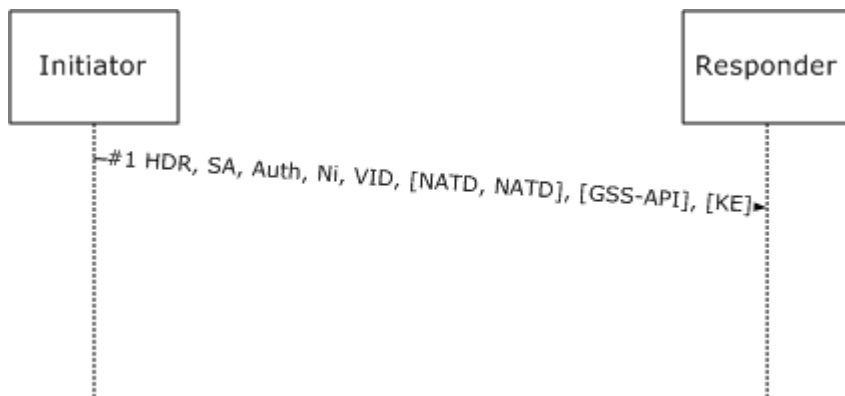 Initiator
Responder
#1 HDR, SA, Auth, Ni, VID, [NATD, NATD], [GSS-API], [KE]